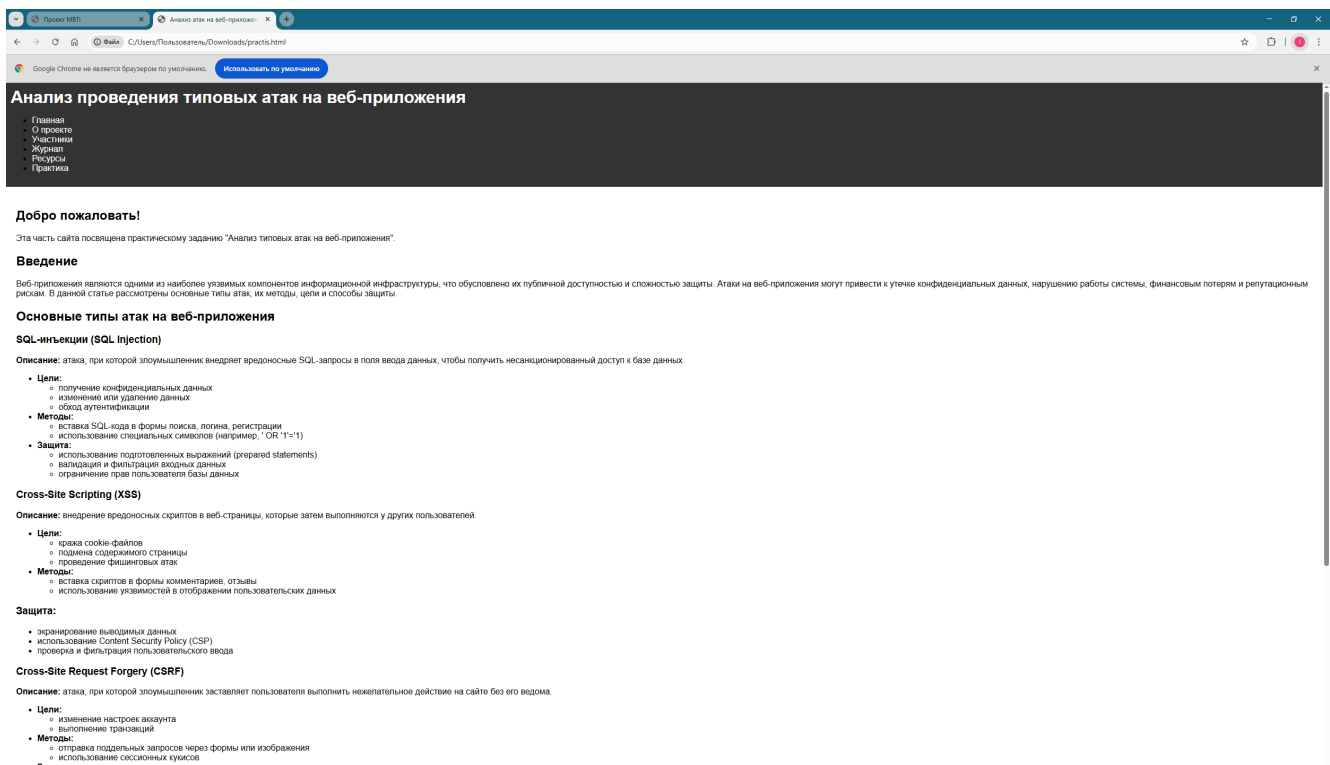 Проект MBTI
Анализ атак на веб-приложен
Файл C:/Users/Пользователь/Downloads/practis.html
Google Chrome не является браузером по умолчанию. Использовать по умолчанию
Анализ проведения типовых атак на веб-приложения
Главная
О проекте
Участники
Журнал
Ресурсы
Практика
Добро пожаловать!
Эта часть сайта посвящена практическому заданию "Анализ типовых атак на веб-приложения".
Введение
Веб-приложения являются одними из наиболее уязвимых компонентов информационной инфраструктуры, что обусловлено их публичной доступностью и сложностью защиты. Атаки на веб-приложения могут привести к утечке конфиденциальных данных, нарушению работы системы, финансовым потерям и репутационным
рискам. В данной статье рассмотрены основные типы атак, их методы, цели и способы защиты.
Основные типы атак на веб-приложения
SQL-инъекции (SQL Injection)
Описание: атака, при которой злоумышленник внедряет вредоносные SQL-запросы в поля ввода данных, чтобы получить несанкционированный доступ к базе данных.
Цели:
получение конфиденциальных данных
изменение или удаление данных
обход аутентификации
Методы:
вставка SQL-кода в формы поиска, логина, регистрации
использование специальных символов (например, ' OR '1'='1)
Защита:
использование подготовленных выражений (prepared statements)
валидация и фильтрация входных данных
ограничение прав пользователя базы данных
Cross-Site Scripting (XSS)
Описание: внедрение вредоносных скриптов в веб-страницы, которые затем выполняются у других пользователей.
Цели:
кража cookie-файлов
подмена содержимого страницы
проведение фишинговых атак
Методы:
вставка скриптов в формы комментариев, отзывы
использование уязвимостей в отображении пользовательских данных
Защита:
экранирование выводимых данных
использование Content Security Policy (CSP)
проверка и фильтрация пользовательского ввода
Cross-Site Request Forgery (CSRF)
Описание: атака, при которой злоумышленник заставляет пользователя выполнить нежелательное действие на сайте без его ведома.
Цели:
изменение настроек аккаунта
выполнение транзакций
Методы:
отправка поддельных запросов через формы или изображения
использование сессионных кукисов